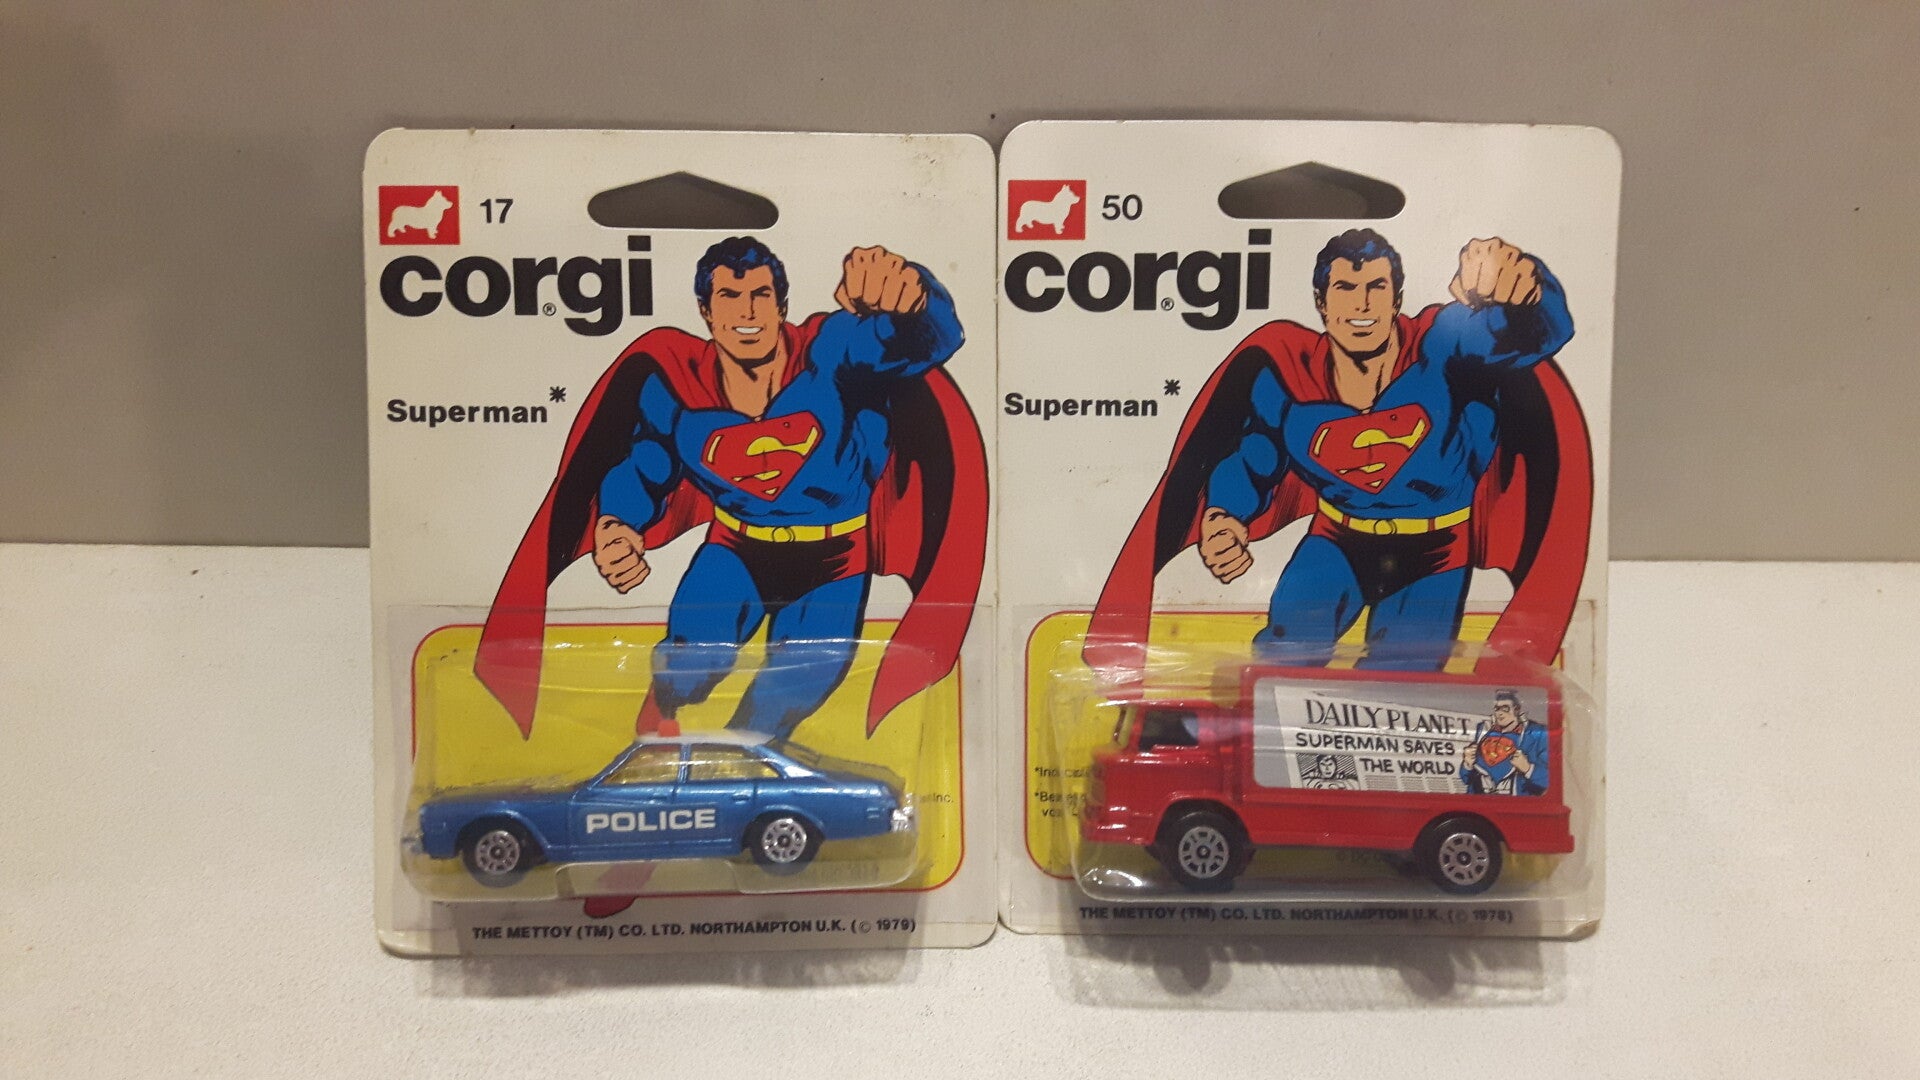 17
corgi®
Superman*
POLICE
Inc.
THE METTOY (TM) CO. LTD. NORTHAMPTON U.K. (© 1979)
50
corgi®
Superman*
DAILY PLANET
SUPERMAN SAVES
THE WORLD
THE METTOY (TM) CO. LTD. NORTHAMPTON U.K. (© 1978)